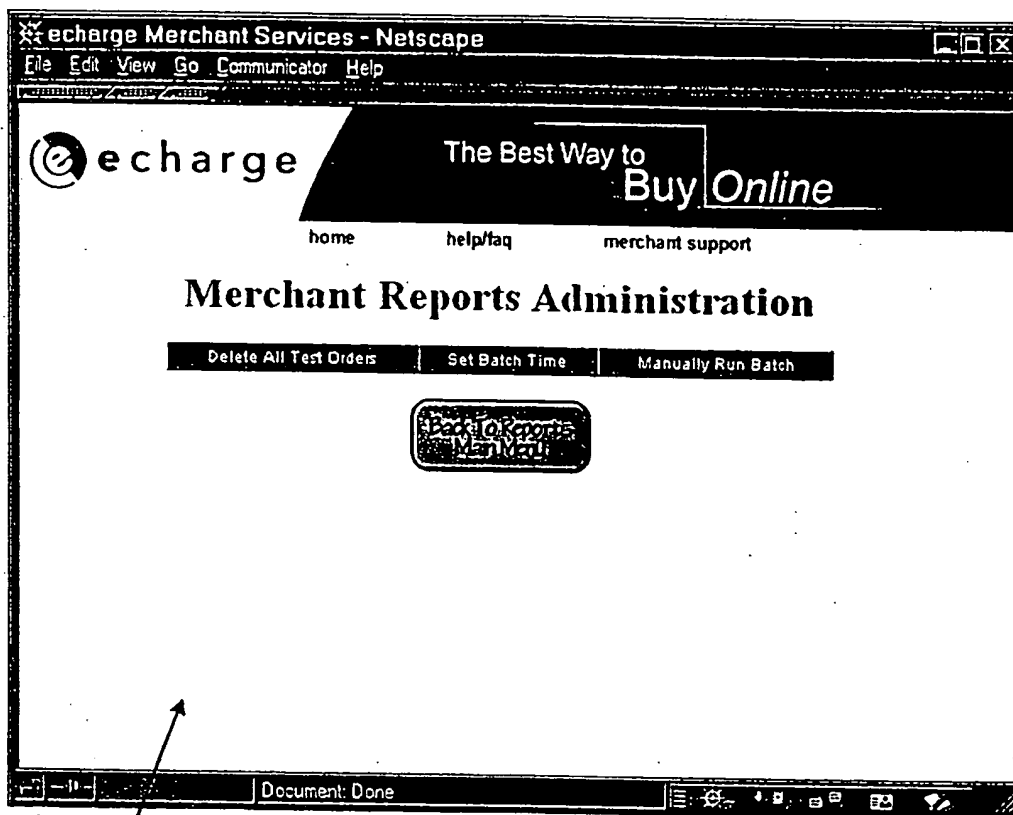 echarge Merchant Services - Netscape
File Edit View Go Communicator Help
e echarge
The Best Way to
Buy Online
home help/faq merchant support
Merchant Reports Administration
Delete All Test Orders Set Batch Time Manually Run Batch
Back To Reports
Main Menu
Document: Done